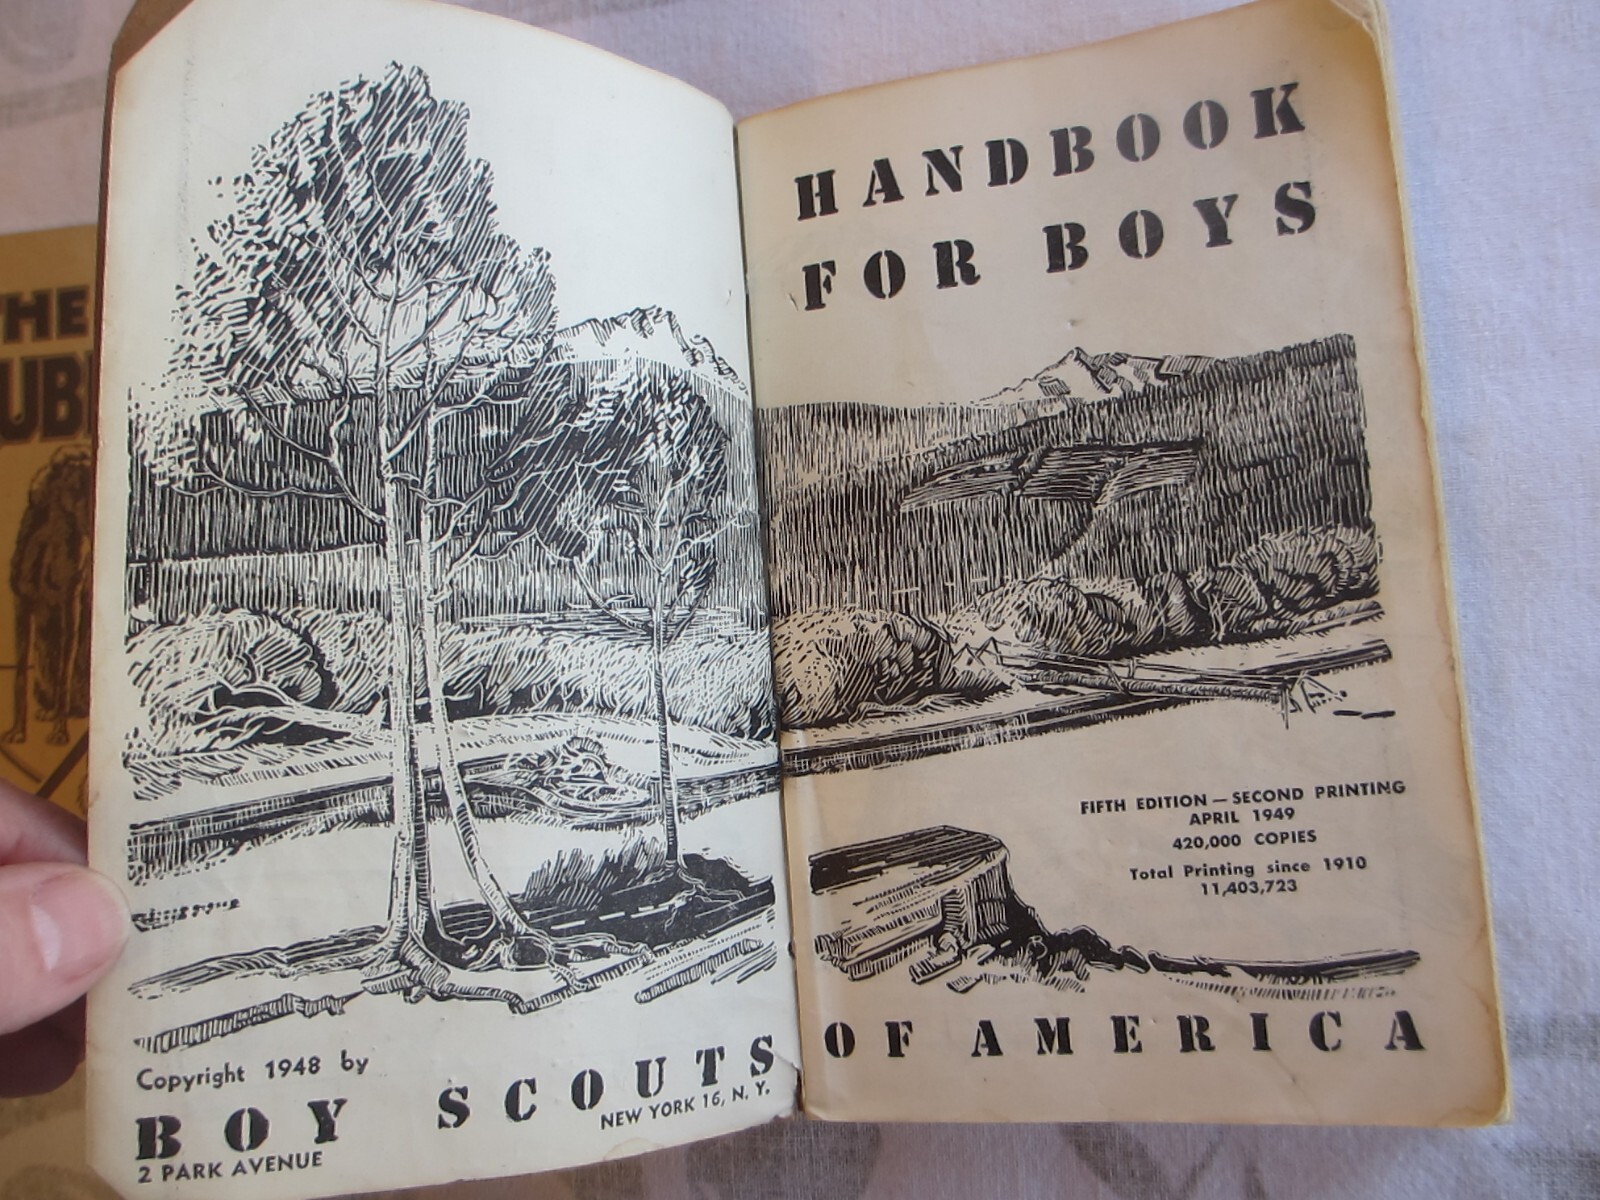 THE
HANDBOOK
FOR BOYS
FIFTH EDITION — SECOND PRINTING
APRIL 1949
420,000 COPIES
Total Printing since 1910
11,403,723
Copyright 1948 by
BOY SCOUTS OF AMERICA
2 PARK AVENUE NEW YORK 16, N. Y.